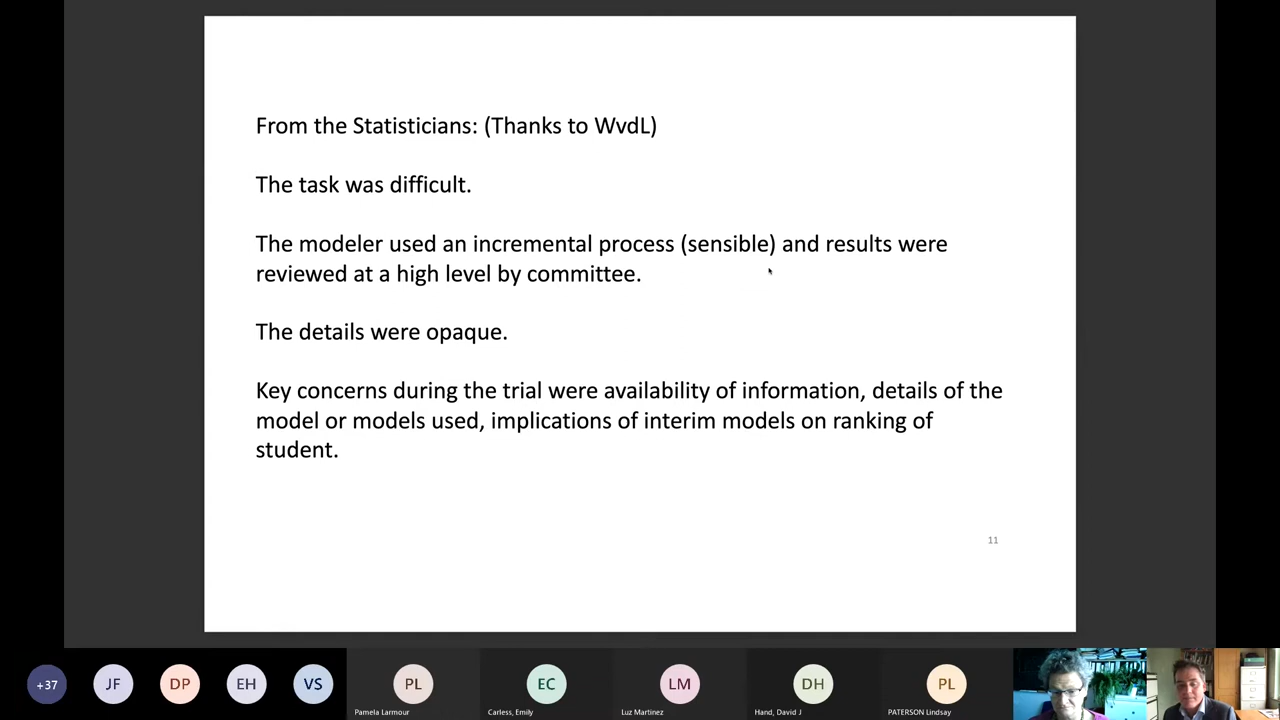 From the Statisticians: (Thanks to WvdL)
The task was difficult.
The modeler used an incremental process (sensible) and results were
reviewed at a high level by committee.
The details were opaque.
Key concerns during the trial were availability of information, details of the
model or models used, implications of interim models on ranking of
student.
11
+37
JF
DP
EH
VS
PL
EC
LM
DH
PL
Pamela Larmour
Carless, Emily
Luz Martinez
Hand, David J
PATERSON Lindsay